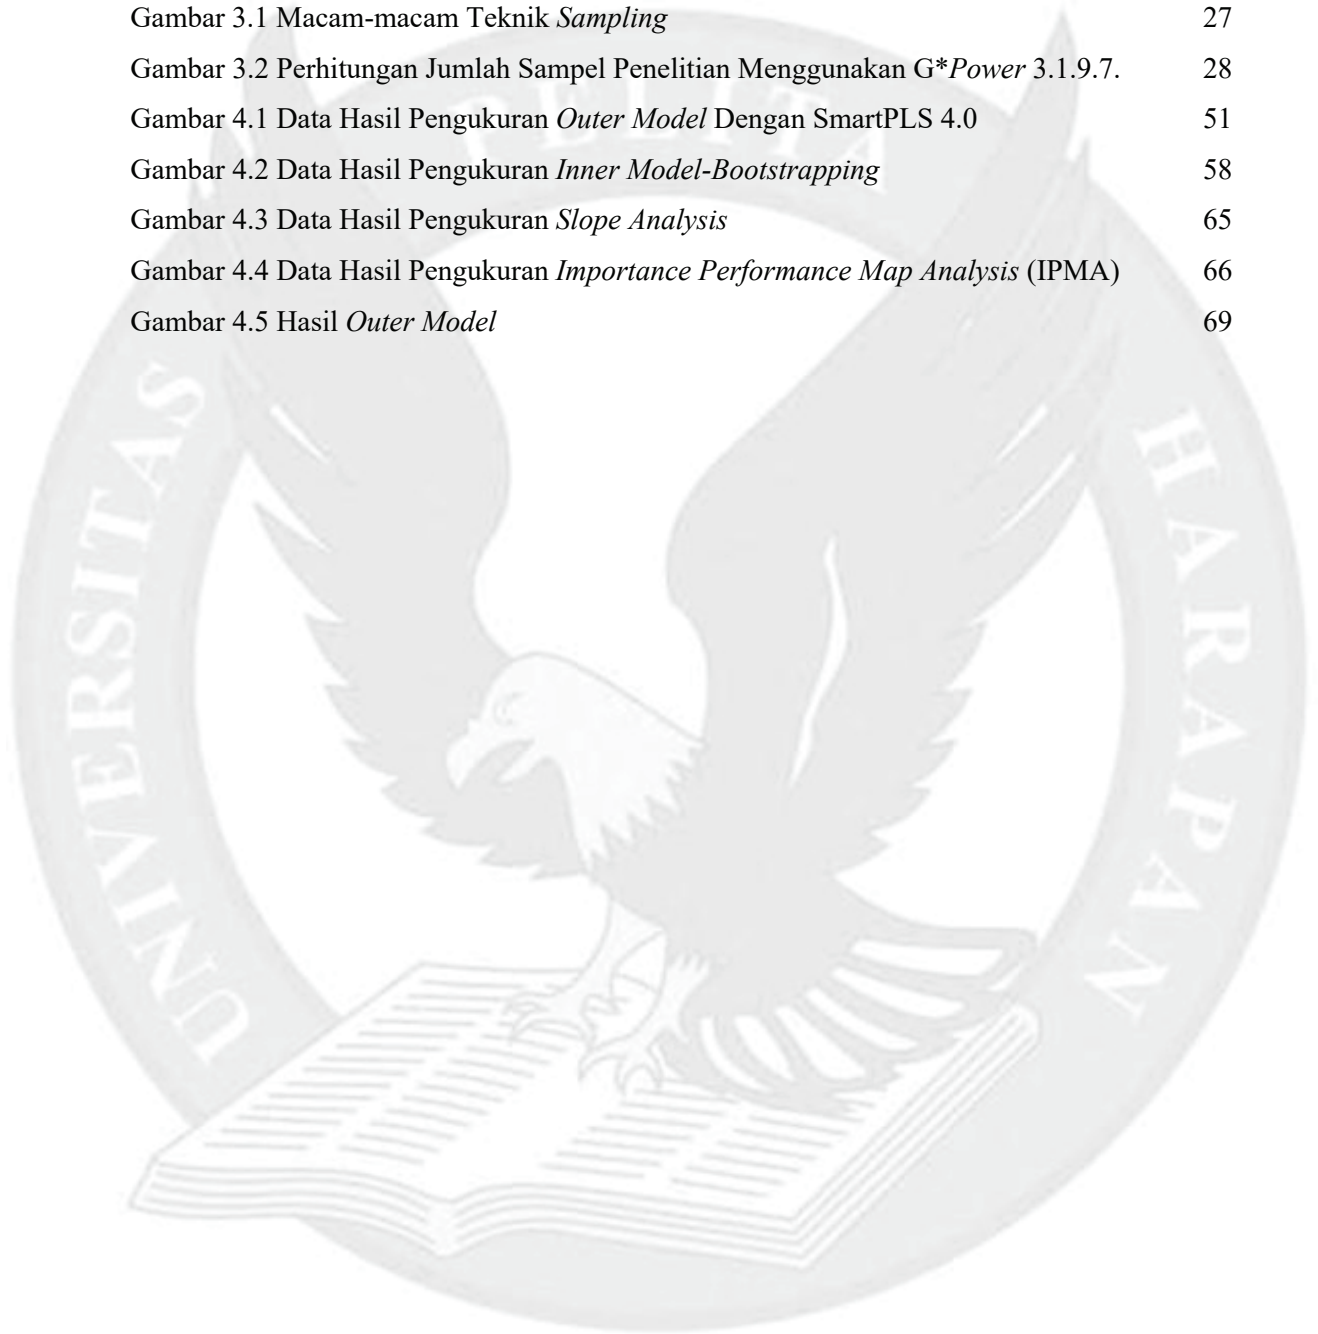 Gambar 3.1 Macam-macam Teknik Sampling 27
Gambar 3.2 Perhitungan Jumlah Sampel Penelitian Menggunakan G*Power 3.1.9.7. 28
Gambar 4.1 Data Hasil Pengukuran Outer Model Dengan SmartPLS 4.0 51
Gambar 4.2 Data Hasil Pengukuran Inner Model-Bootstrapping 58
Gambar 4.3 Data Hasil Pengukuran Slope Analysis 65
Gambar 4.4 Data Hasil Pengukuran Importance Performance Map Analysis (IPMA) 66
Gambar 4.5 Hasil Outer Model 69
UNIVERSITAS
PELITA
HARAPAN